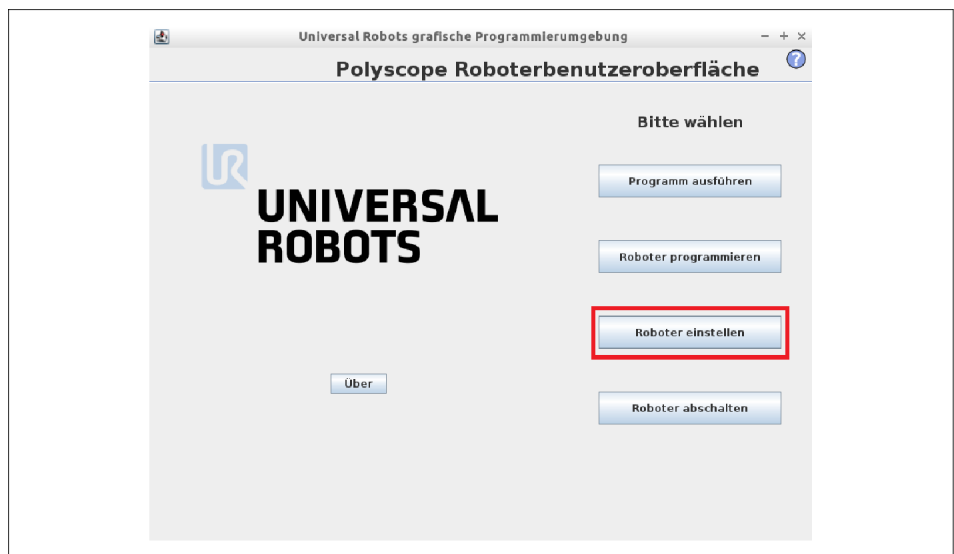 Universal Robots grafische Programmierumgebung
Polyscope Roboterbenutzeroberfläche
?
Bitte wählen
UR
UNIVERSAL
ROBOTS
Programm ausführen
Roboter programmieren
Roboter einstellen
Über
Roboter abschalten